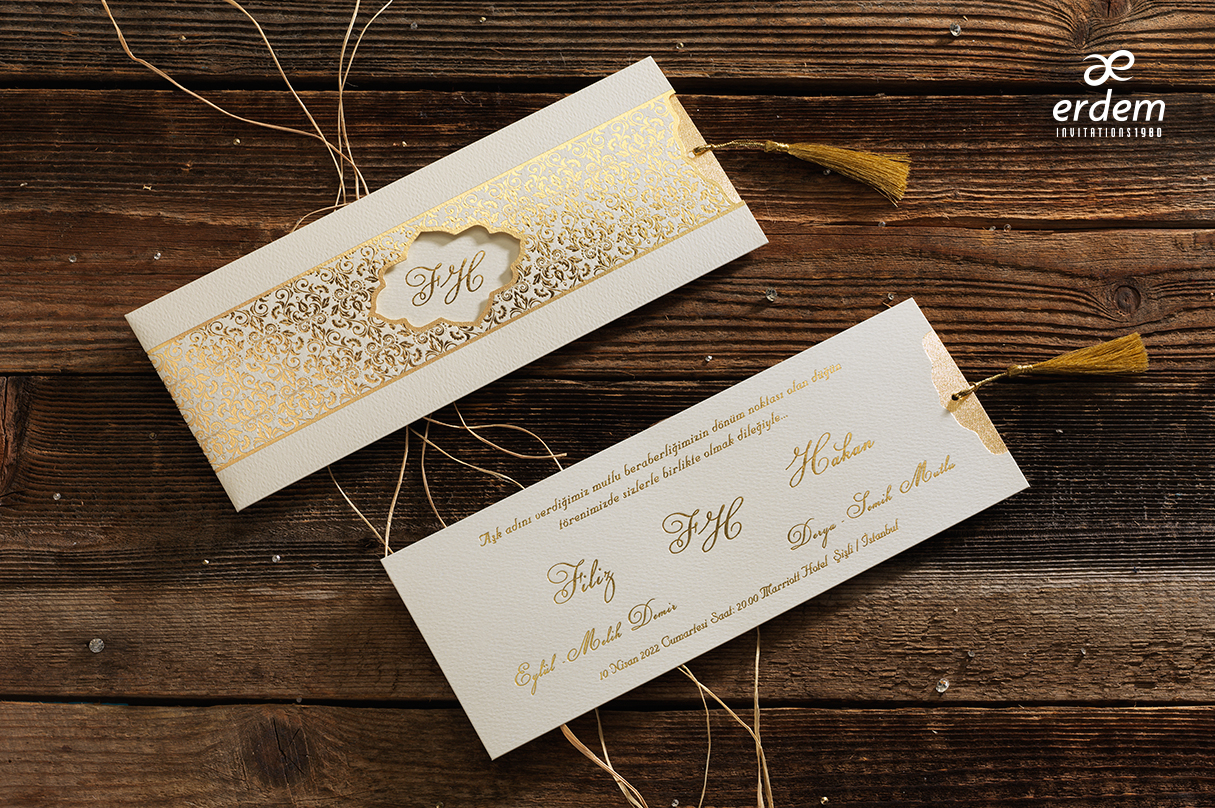 æ
erdem
INVITATIONS1980
FH
Aşk adını verdiğimiz mutlu beraberliğimizin dönüm noktası olan düğün
törenimizde sizlerle birlikte olmak dileğiyle...
Filiz
FH
Hakan
Eylül - Melih Demir
Derya - Semih Mutlu
10 Nisan 2022 Cumartesi Saat: 20:00 Marriott Hotel Şişli / İstanbul